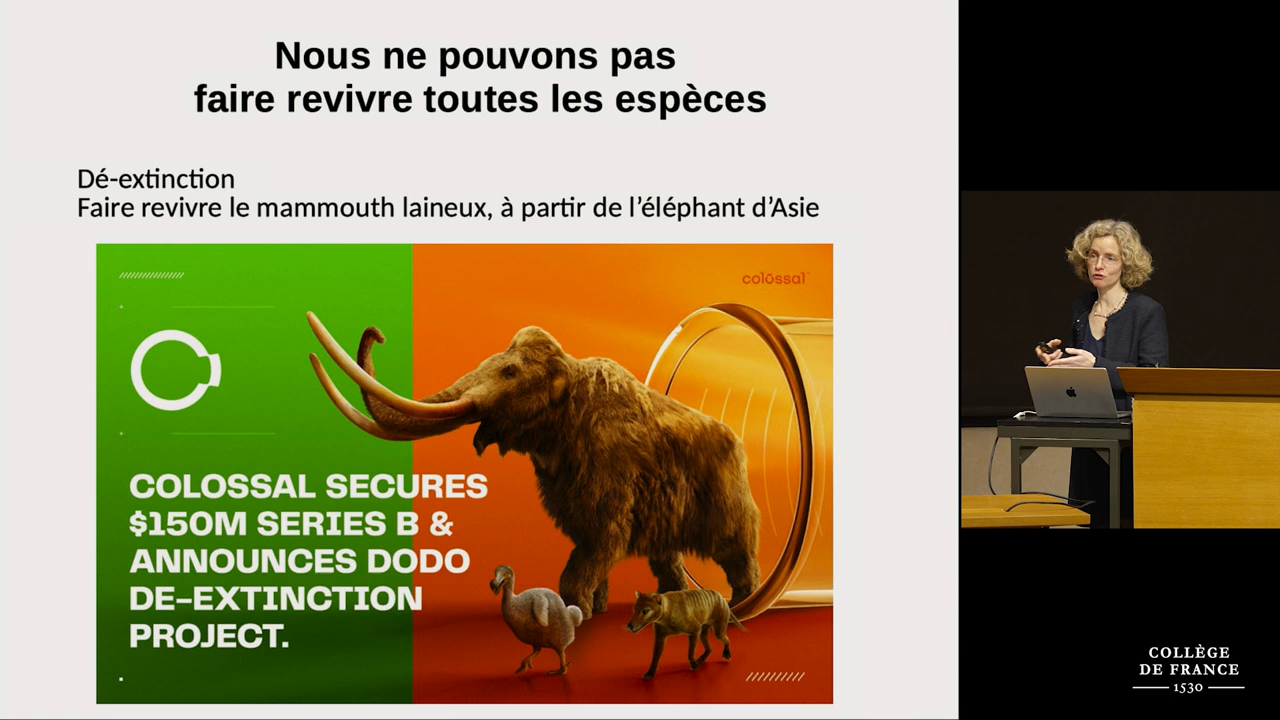 Nous ne pouvons pas
faire revivre toutes les espèces
Dé-extinction
Faire revivre le mammouth laineux, à partir de l'éléphant d'Asie
colossal
COLOSSAL SECURES
$150M SERIES B &
ANNOUNCES DODO
DE-EXTINCTION
PROJECT.
COLLÈGE
DE FRANCE
1530